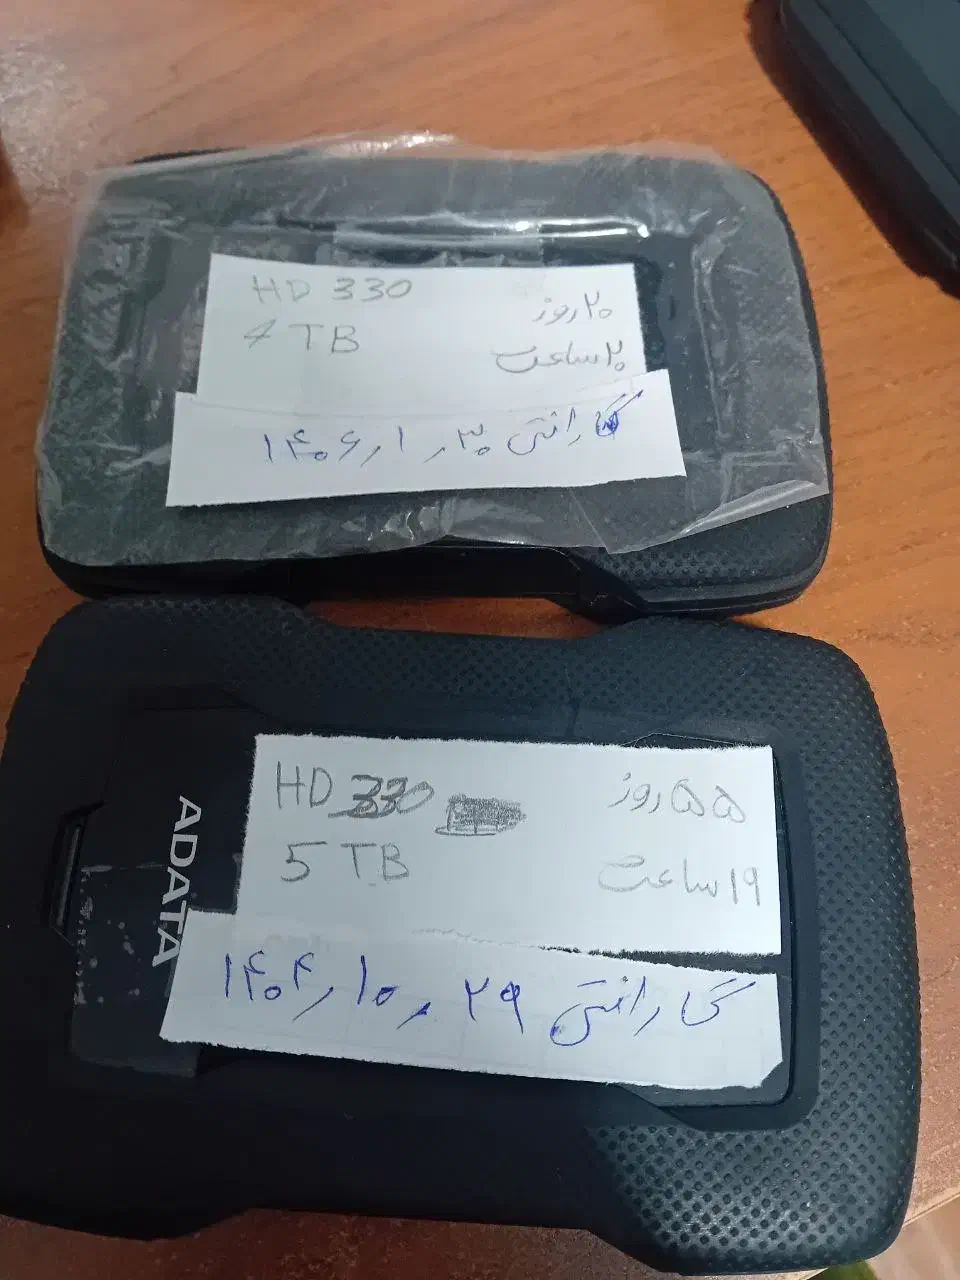 HD 330
4 TB
۲۰ روز
۲۰ ساعت
گارانتی ۱۴۰۶/۱/۳۰
HD 330
5 TB
۵۵ روز
۱۹ ساعت
ADATA
گارانتی ۱۴۰۴/۱۰/۲۹